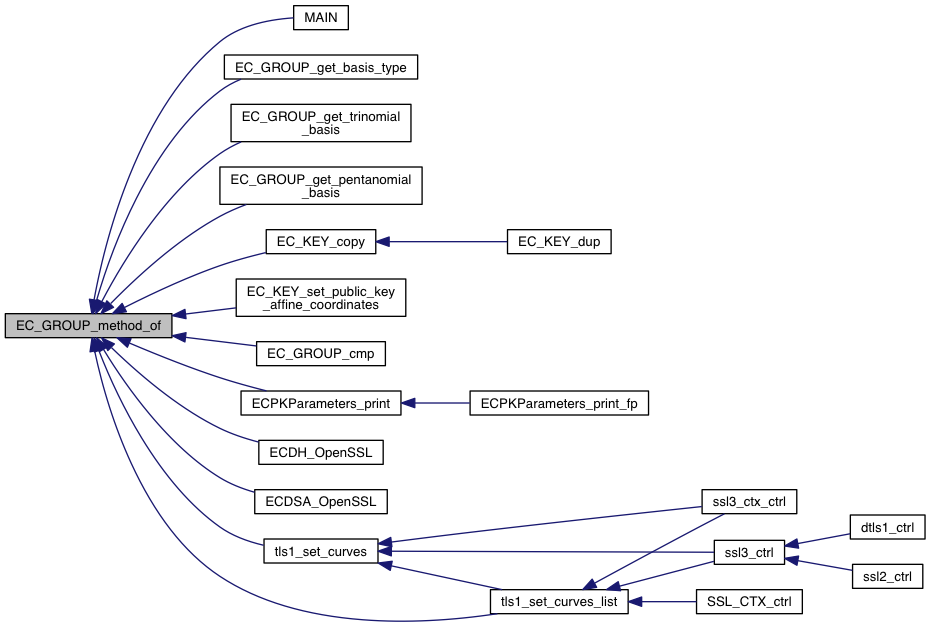 MAIN
EC_GROUP_get_basis_type
EC_GROUP_get_trinomial
_basis
EC_GROUP_get_pentanomial
_basis
EC_KEY_copy
EC_KEY_dup
EC_KEY_set_public_key
_affine_coordinates
EC_GROUP_method_of
EC_GROUP_cmp
ECPKParameters_print
ECPKParameters_print_fp
ECDH_OpenSSL
ECDSA_OpenSSL
ssl3_ctx_ctrl
dtls1_ctrl
tls1_set_curves
ssl3_ctrl
ssl2_ctrl
tls1_set_curves_list
SSL_CTX_ctrl